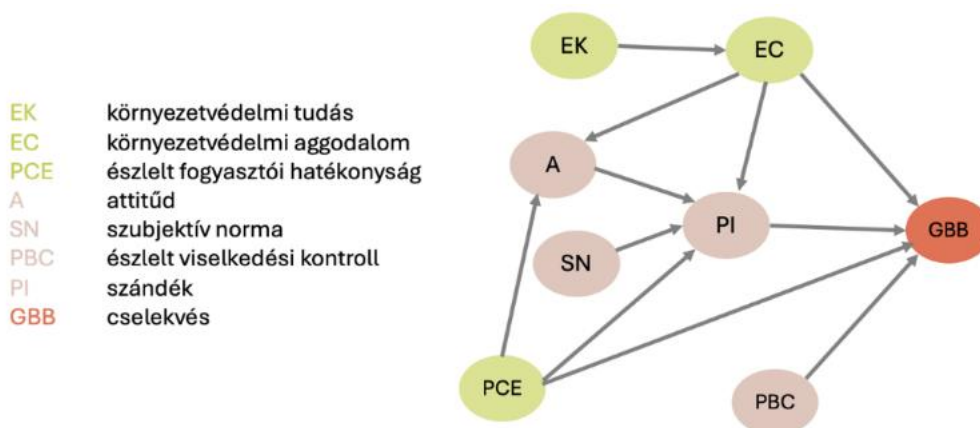 EK környezetvédelmi tudás
EC környezetvédelmi aggodalom
PCE észlelt fogyasztói hatékonyság
A attitűd
SN szubjektív norma
PBC észlelt viselkedési kontroll
PI szándék
GBB cselekvés
EK
EC
A
PI
GBB
SN
PCE
PBC